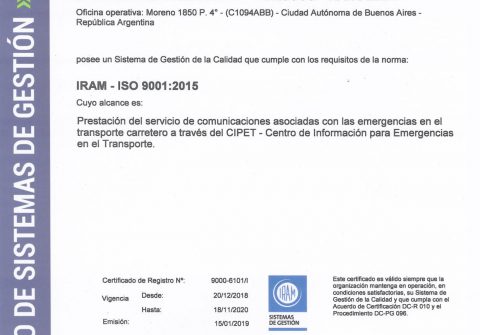 Oficina operativa: Moreno 1850 P. 4° - (C1094ABB) - Ciudad Autónoma de Buenos Aires -
República Argentina
posee un Sistema de Gestión de la Calidad que cumple con los requisitos de la norma:
IRAM - ISO 9001:2015
Cuyo alcance es:
Prestación del servicio de comunicaciones asociadas con las emergencias en el
transporte carretero a través del CIPET - Centro de Información para Emergencias
en el Transporte.
O DE SISTEMAS DE GESTIÓN »
Certificado de Registro Nº: 9000-6101/I
Vigencia Desde: 20/12/2018
Hasta: 18/11/2020
Emisión: 15/01/2019
IRAM
SISTEMAS
DE GESTIÓN
Este certificado es válido siempre que la
organización mantenga en operación, en
condiciones satisfactorias, su Sistema de
Gestión de la Calidad y que cumpla con el
Acuerdo de Certificación DC-R 010 y el
Procedimiento DC-PG 096.